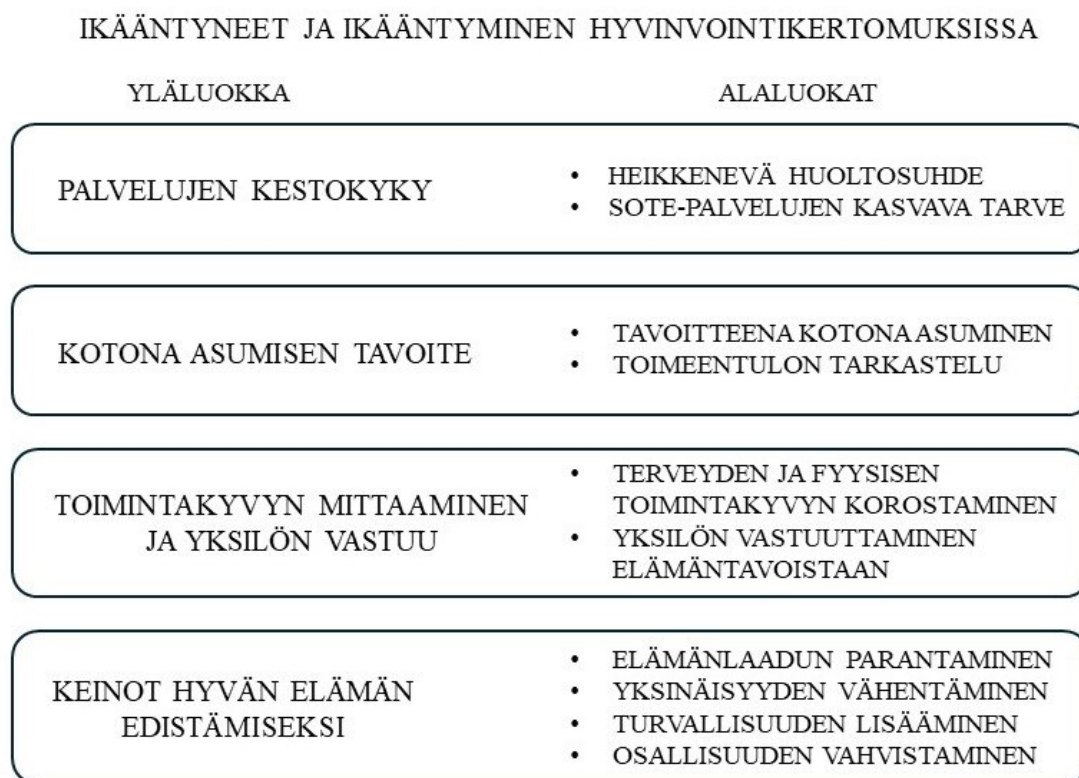 IKÄÄNTYNEET JA IKÄÄNTYMINEN HYVINVOINTIKERTOMUKSISSA
YLÄLUOKKA
ALALUOKAT
PALVELUJEN KESTOKYKY
• HEIKKENEVÄ HUOLTOSUHDE
• SOTE-PALVELUJEN KASVAVA TARVE
KOTONA ASUMISEN TAVOITE
• TAVOITTEENA KOTONA ASUMINEN
• TOIMEENTULON TARKASTELU
TOIMINTAKYVYN MITTAAMINEN
JA YKSILÖN VASTUU
• TERVEYDEN JA FYYSISEN
TOIMINTAKYVYN KOROSTAMINEN
• YKSILÖN VASTUUTTAMINEN
ELÄMÄNTAVOISTAAN
KEINOT HYVÄN ELÄMÄN
EDISTÄMISEKSI
• ELÄMÄNLAADUN PARANTAMINEN
• YKSINÄISYYDEN VÄHENTÄMINEN
• TURVALLISUUDEN LISÄÄMINEN
• OSALLISUUDEN VAHVISTAMINEN